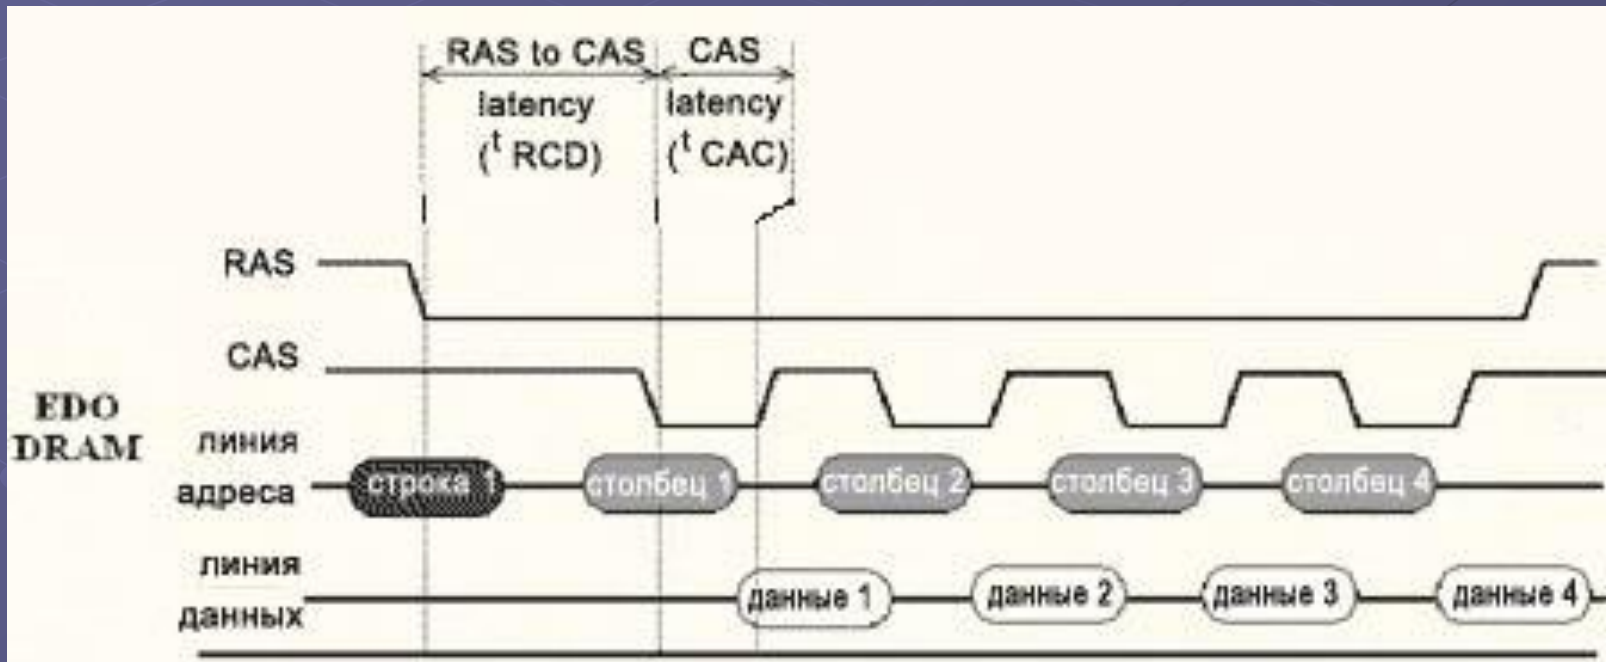 RAS to CAS
latency
(t RCD)
CAS
latency
(t CAC)
RAS
CAS
EDO
DRAM
линия
адреса
строка 1
столбец 1
столбец 2
столбец 3
столбец 4
линия
данных
данные 1
данные 2
данные 3
данные 4